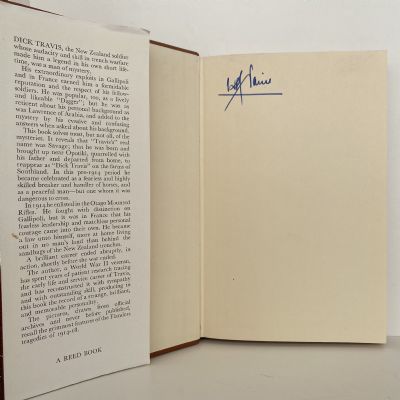 DICK TRAVIS, the New Zealand soldier
whose audacity and skill in trench warfare
made him a legend in his own short life-
time, was a man of mystery.
His extraordinary exploits in Gallipoli
and in France earned him a formidable
reputation and the respect of his fellow-
soldiers. He was popular, too, as a lively
and likeable "Digger"; but he was as
reticent about his personal background as
was Lawrence of Arabia, and added to the
mystery by his evasive and confusing
answers when asked about his background.
This book solves most, but not all, of the
mysteries. It reveals that "Travis's" real
name was Savage; that he was born and
brought up near Opotiki, quarrelled with
his father and departed from home, to
reappear as "Dick Travis" on the farms of
Southland. In this pre-1914 period he
became celebrated as a fearless and highly
skilled breaker and handler of horses, and
as a peaceful man—but one whom it was
dangerous to cross.
In 1914 he enlisted in the Otago Mounted
Rifles. He fought with distinction on
Gallipoli, but it was in France that his
fearless leadership and matchless personal
courage came into their own. He became
a law unto himself, more at home living
out in no man's land than behind the
sandbags of the New Zealand trenches.
A brilliant career ended abruptly, in
action, shortly before the war ended.
The author, a World War II veteran,
has spent years of patient research tracing
the early life and service career of Travis,
and has reconstructed it with sympathy
and with outstanding skill, producing in
this book the record of a strange, brilliant,
and memorable personality.
The pictures, drawn from official
archives and never before published,
recall the grimmest features of the Flanders
tragedies of 1914-18.
A REED BOOK